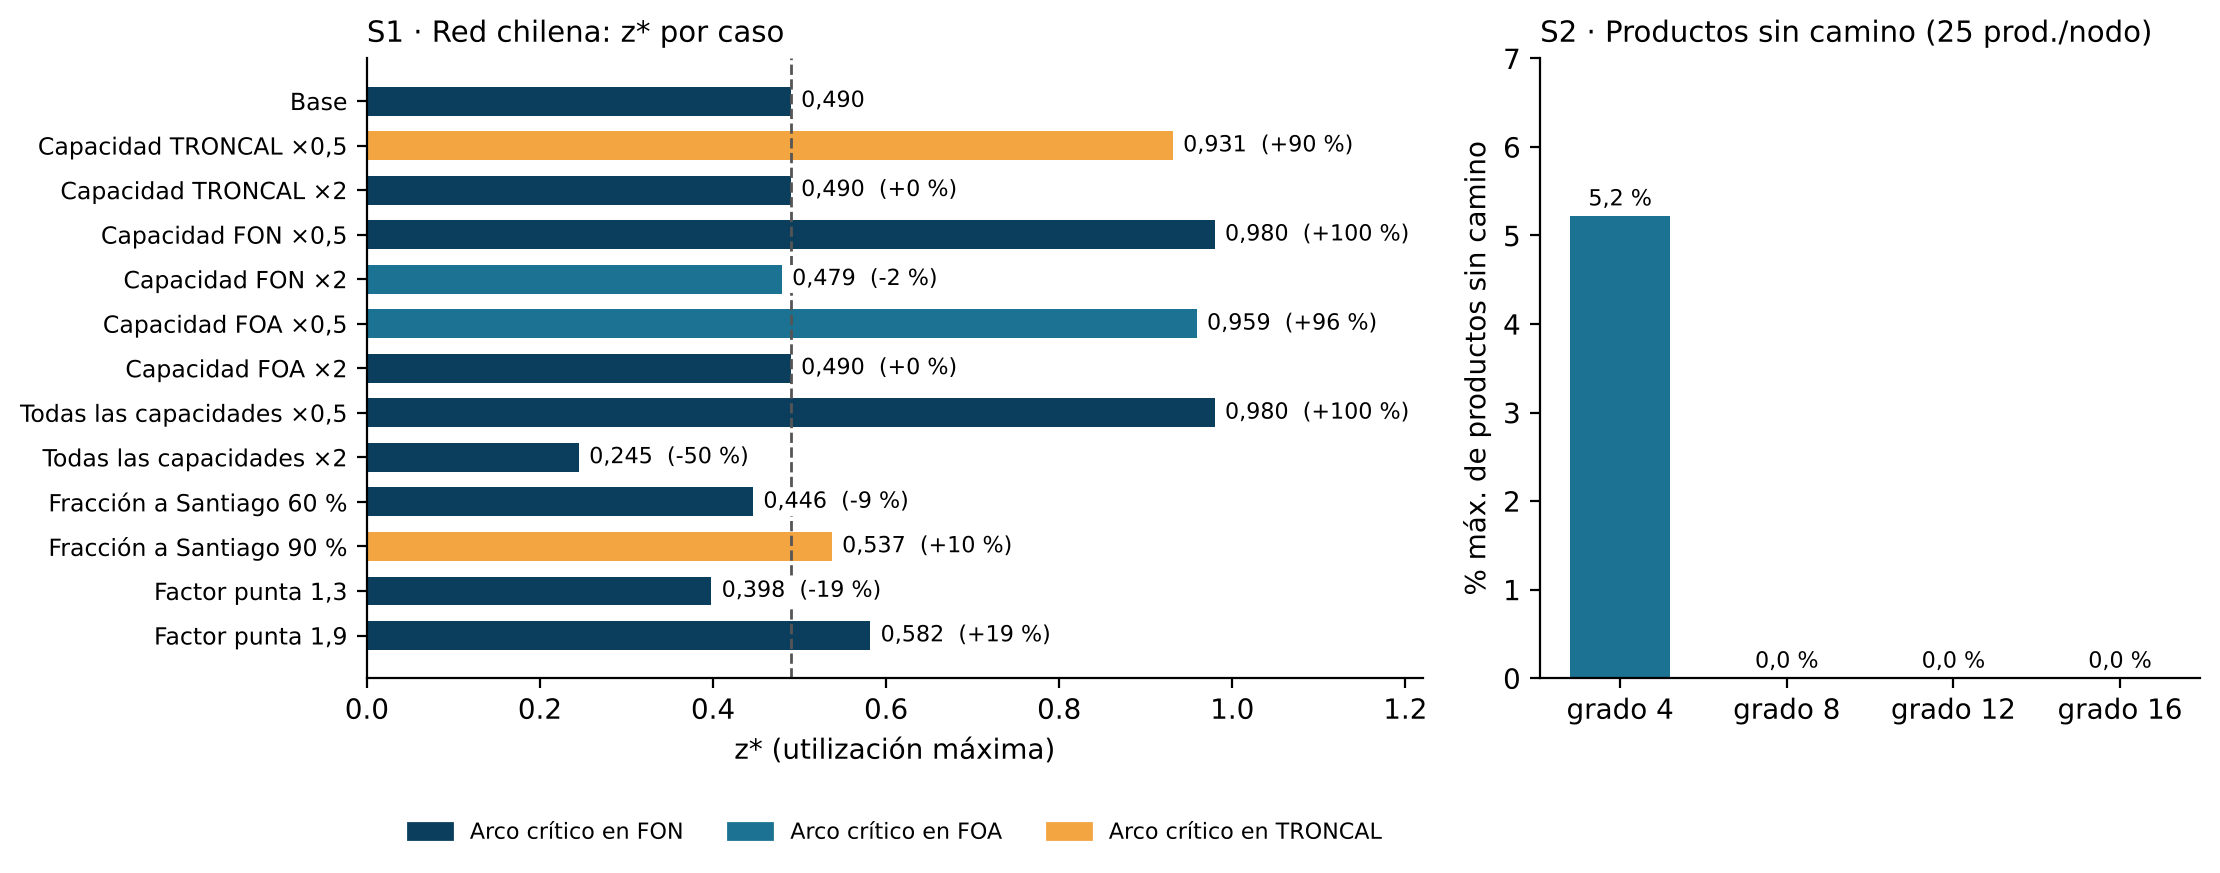 S1 · Red chilena: z* por caso
Base
0,490
Capacidad TRONCAL ×0,5
0,931 (+90 %)
Capacidad TRONCAL ×2
0,490 (+0 %)
Capacidad FON ×0,5
0,980 (+100 %)
Capacidad FON ×2
0,479 (-2 %)
Capacidad FOA ×0,5
0,959 (+96 %)
Capacidad FOA ×2
0,490 (+0 %)
Todas las capacidades ×0,5
0,980 (+100 %)
Todas las capacidades ×2
0,245 (-50 %)
Fracción a Santiago 60 %
0,446 (-9 %)
Fracción a Santiago 90 %
0,537 (+10 %)
Factor punta 1,3
0,398 (-19 %)
Factor punta 1,9
0,582 (+19 %)
0.0 0.2 0.4 0.6 0.8 1.0 1.2
z* (utilización máxima)
S2 · Productos sin camino (25 prod./nodo)
% máx. de productos sin camino
7
6
5
4
3
2
1
0
5,2 %
0,0 %
0,0 %
0,0 %
grado 4 grado 8 grado 12 grado 16
Arco crítico en FON
Arco crítico en FOA
Arco crítico en TRONCAL